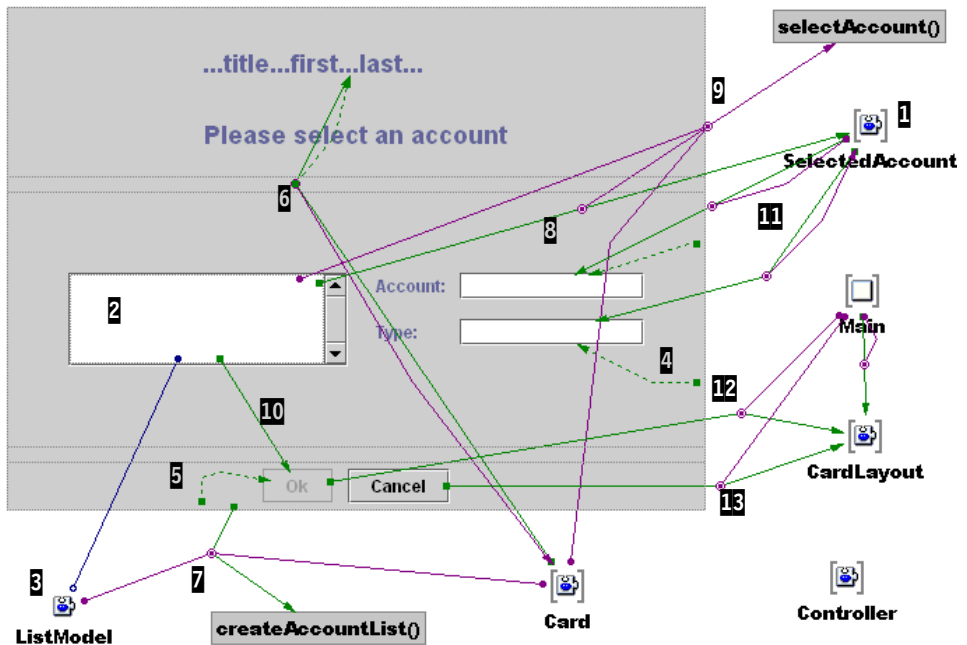 selectAccount()
...title...first...last...
9
1
Please select an account
SelectedAccount
6
8
11
Account:
2
Type:
Main
4
12
10
CardLayout
5
Ok
Cancel
13
3
7
ListModel
createAccountList()
Card
Controller